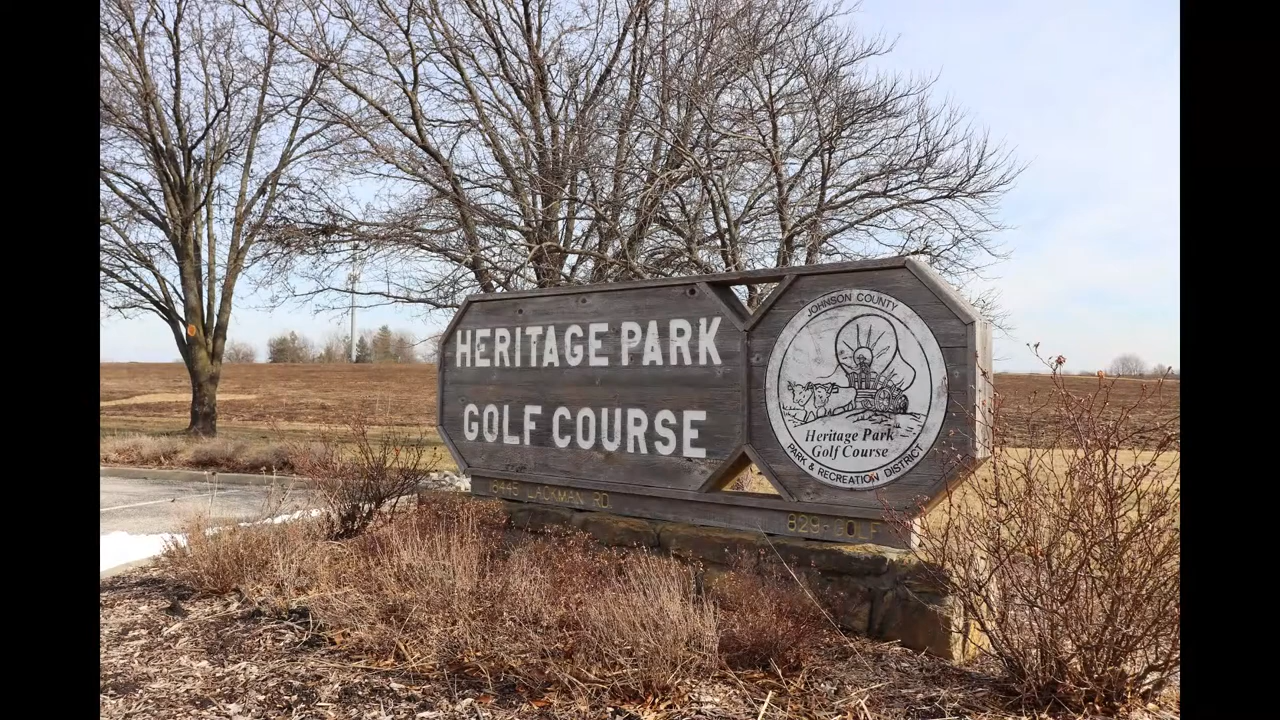 HERITAGE PARK
GOLF COURSE
JOHNSON COUNTY
Heritage Park
Golf Course
PARK & RECREATION DISTRICT
LACKMAN RD
829-GOLF